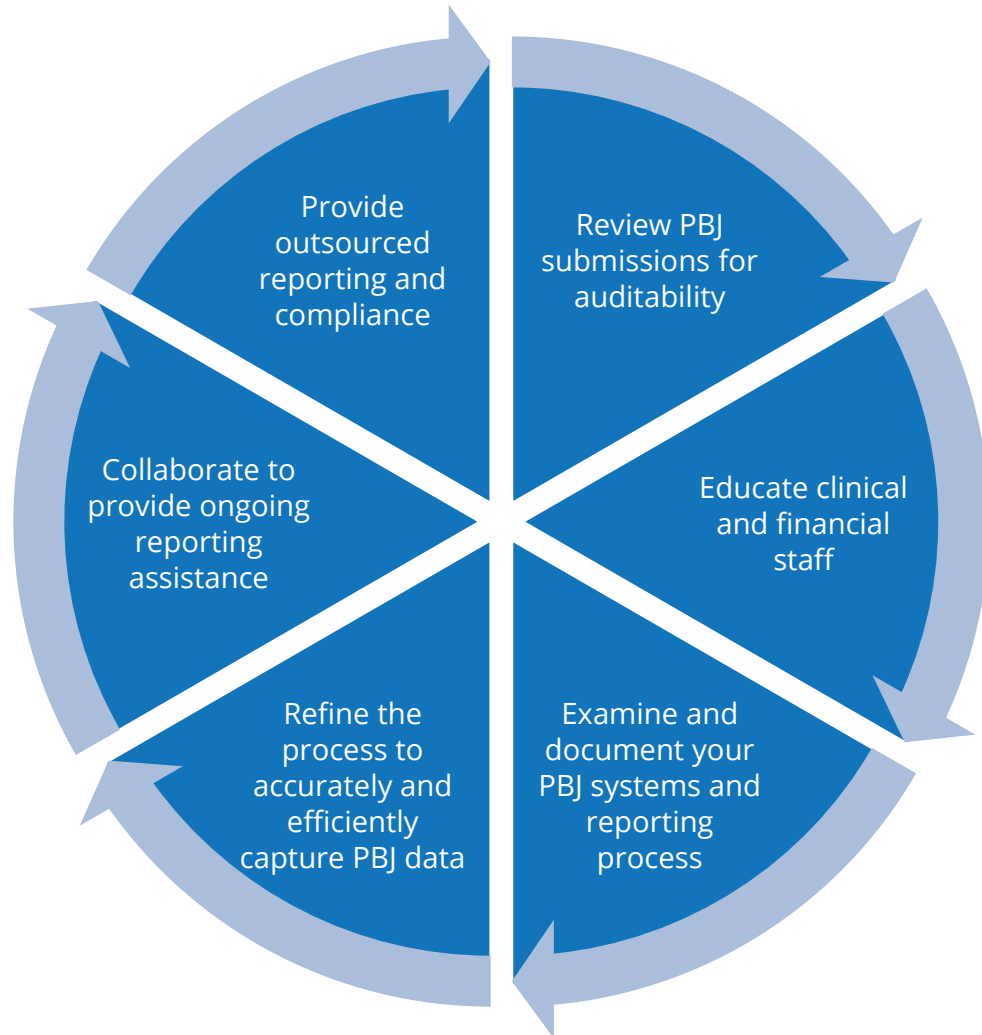 Provide
outsourced
reporting and
compliance
Review PBJ
submissions for
auditability
Educate clinical
and financial
staff
Examine and
document your
PBJ systems and
reporting
process
Refine the
process to
accurately and
efficiently
capture PBJ data
Collaborate to
provide ongoing
reporting
assistance